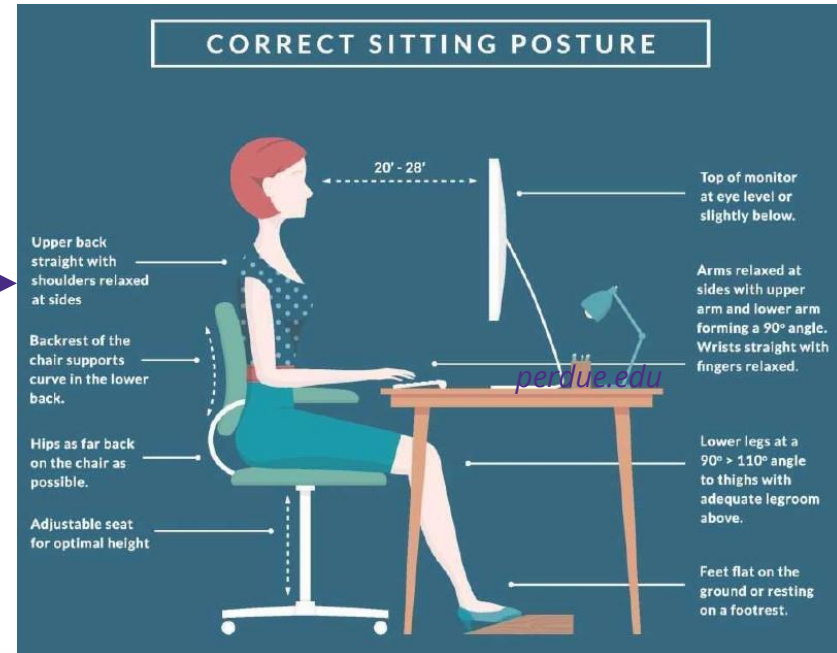 CORRECT SITTING POSTURE
20' - 28'
Upper back
straight with
shoulders relaxed
at sides
Backrest of the
chair supports
curve in the lower
back.
Hips as far back
on the chair as
possible.
Adjustable seat
for optimal height
Top of monitor
at eye level or
slightly below.
Arms relaxed at
sides with upper
arm and lower arm
forming a 90° angle.
Wrists straight with
fingers relaxed.
perdue.edu
Lower legs at a
90° > 110° angle
to thighs with
adequate legroom
above.
Feet flat on the
ground or resting
on a footrest.